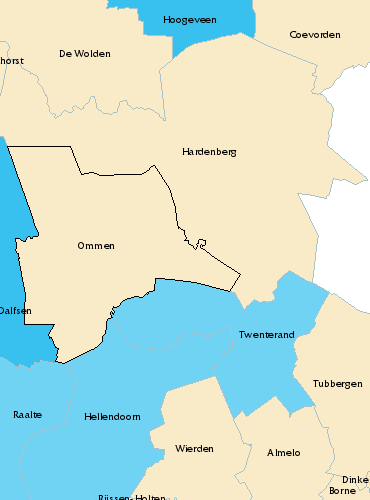 Hoogeveen
Coevorden
De Wolden
horst
Hardenberg
Ommen
Dalfsen
Twenterand
Tubbergen
Raalte
Hellendoorn
Wierden
Almelo
Dinke
Borne
Rijssen-Holten